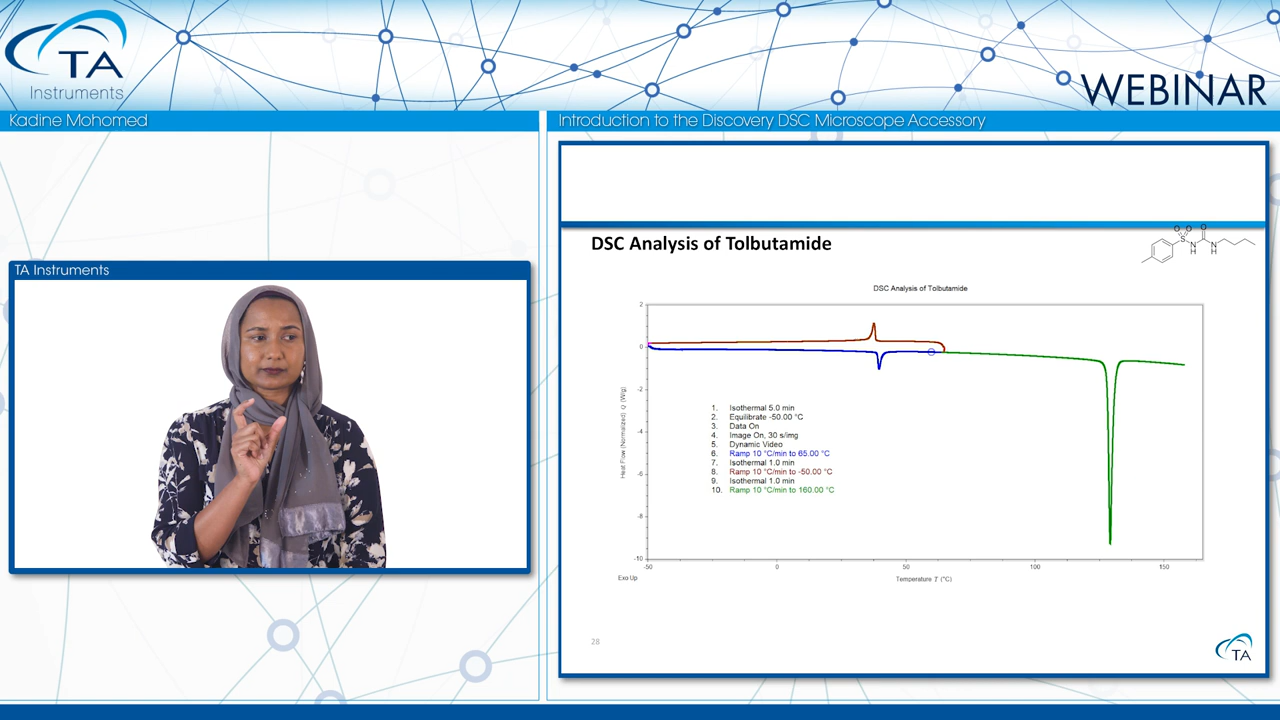 TA
Instruments
WEBINAR
Kadine Mohomed
Introduction to the Discovery DSC Microscope Accessory
TA Instruments
DSC Analysis of Tolbutamide
O O O
S
N N
H H
DSC Analysis of Tolbutamide
2
0
-2
-4
-6
-8
-10
Heat Flow (Normalized) Q (W/g)
1. Isothermal 5.0 min
2. Equilibrate -50.00 °C
3. Data On
4. Image On, 30 s/img
5. Dynamic Video
6. Ramp 10 °C/min to 65.00 °C
7. Isothermal 1.0 min
8. Ramp 10 °C/min to -50.00 °C
9. Isothermal 1.0 min
10. Ramp 10 °C/min to 160.00 °C
-50 0 50 100 150
Exo Up
Temperature T (°C)
28
TA